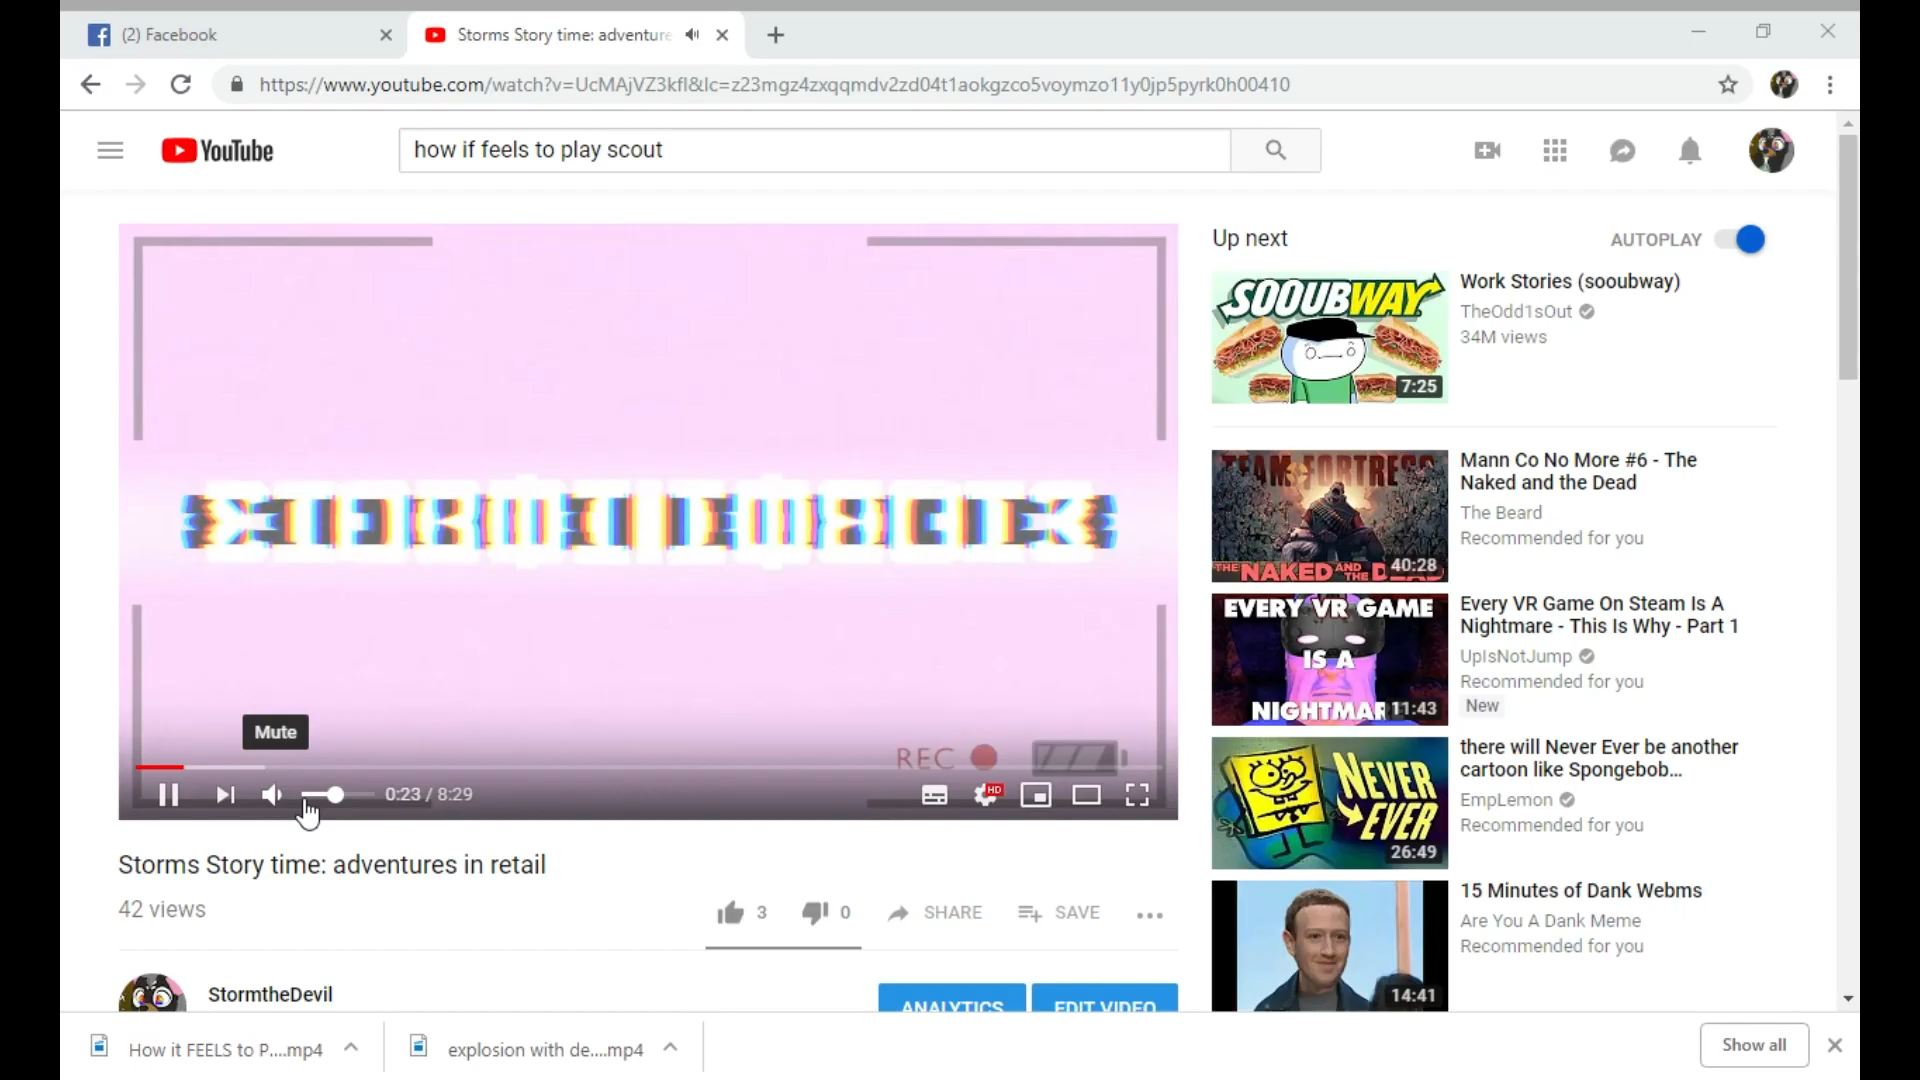 (2) Facebook
Storms Story time: adventure
https://www.youtube.com/watch?v=UcMAjVZ3kfI&lc=z23mgz4zxqqmdv2zd04t1aokgzco5voymzo11y0jp5pyrk0h00410
YouTube
how if feels to play scout
Up next
AUTOPLAY
SOOUBWAY
7:25
Work Stories (sooubway)
TheOdd1sOut
34M views
TEAM FORTRESS
THE NAKED AND THE DEAD
40:28
Mann Co No More #6 - The
Naked and the Dead
The Beard
Recommended for you
EVERY VR GAME
IS A
NIGHTMAR
11:43
Every VR Game On Steam Is A
Nightmare - This Is Why - Part 1
UpIsNotJump
Recommended for you
New
NEVER
EVER
26:49
there will Never Ever be another
cartoon like Spongebob...
EmpLemon
Recommended for you
14:41
15 Minutes of Dank Webms
Are You A Dank Meme
Recommended for you
Mute
REC
0:23 / 8:29
HD
Storms Story time: adventures in retail
42 views
3
0
SHARE
SAVE
StormtheDevil
ANALYTICS
EDIT VIDEO
How it FEELS to P....mp4
explosion with de....mp4
Show all